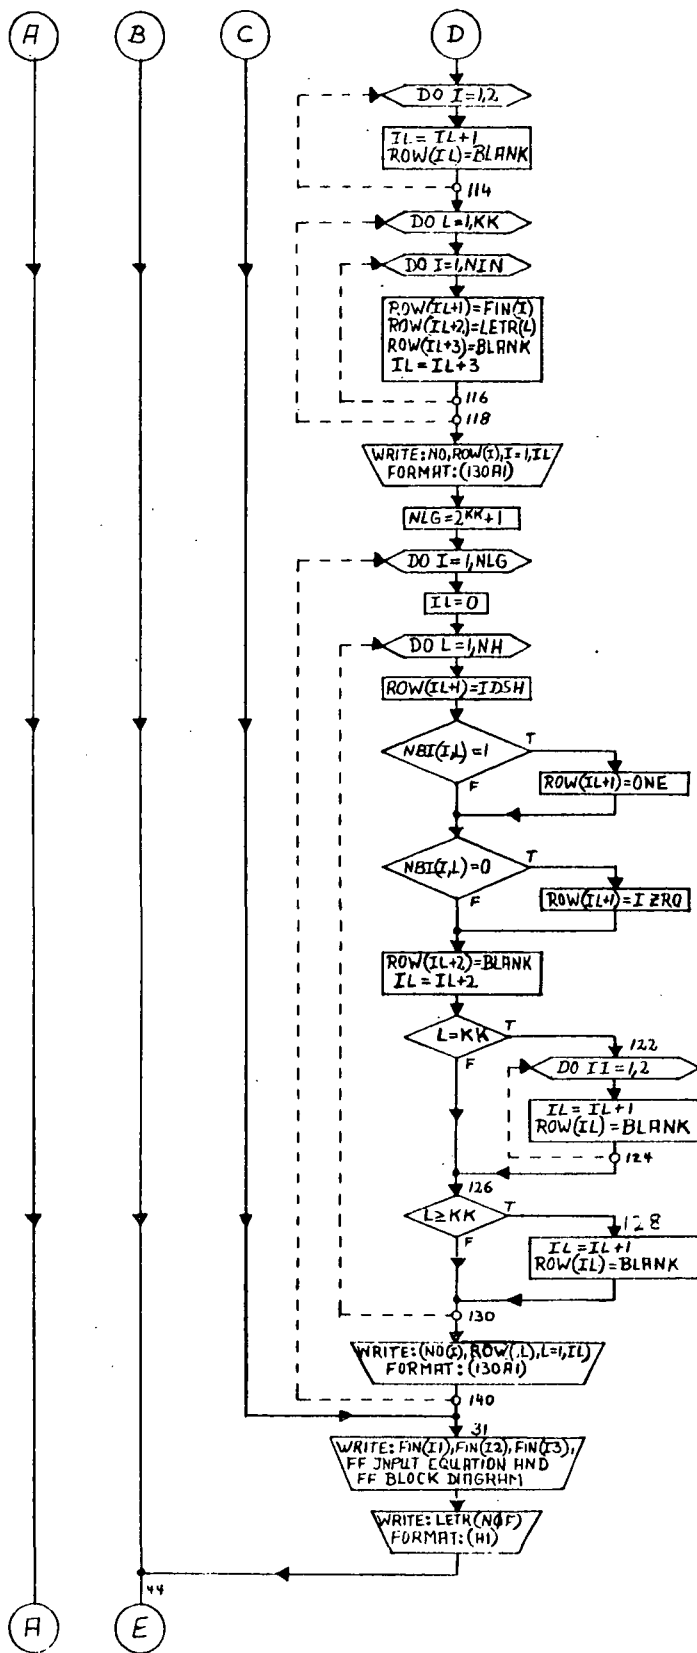 A B C D
DO I=1,2
IL = IL+1
ROW(IL)=BLANK
114
DO L=1,KK
DO I=1,NIN
ROW(IL+1)=FIN(I)
ROW(IL+2)=LETR(L)
ROW(IL+3)=BLANK
IL = IL+3
116
118
WRITE: NO,ROW(I),I=1,IL
FORMAT:(130A1)
NLG=2^KK+1
DO I=1,NLG
IL=0
DO L=1,NH
ROW(IL+1)=IDSH
NBI(I,L)=1
T
F
ROW(IL+1)=ONE
NBI(I,L)=0
T
F
ROW(IL+1)=IZRO
ROW(IL+2)=BLANK
IL=IL+2
L=KK
T
F
122
DO II=1,2
IL=IL+1
ROW(IL)=BLANK
124
126
L≥KK
T
F
128
IL=IL+1
ROW(IL)=BLANK
130
WRITE:(NO(I),ROW(,L),L=1,IL)
FORMAT:(130A1)
140
31
WRITE: FIN(I1),FIN(I2),FIN(I3),
FF INPUT EQUATION AND
FF BLOCK DIAGRAM
WRITE: LETR(NOF)
FORMAT:(A1)
44
A E